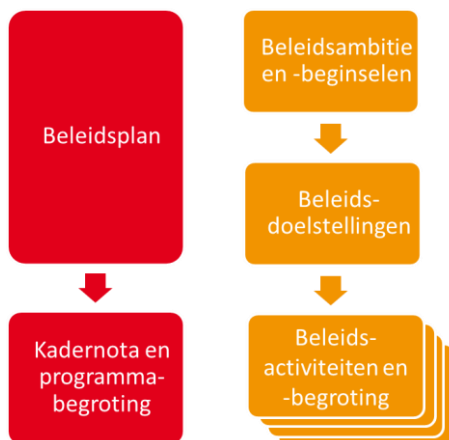 Beleidsplan
Kadernota en
programma-
begroting
Beleidsambitie
en -beginselen
Beleids-
doelstellingen
Beleids-
activiteiten en
-begroting